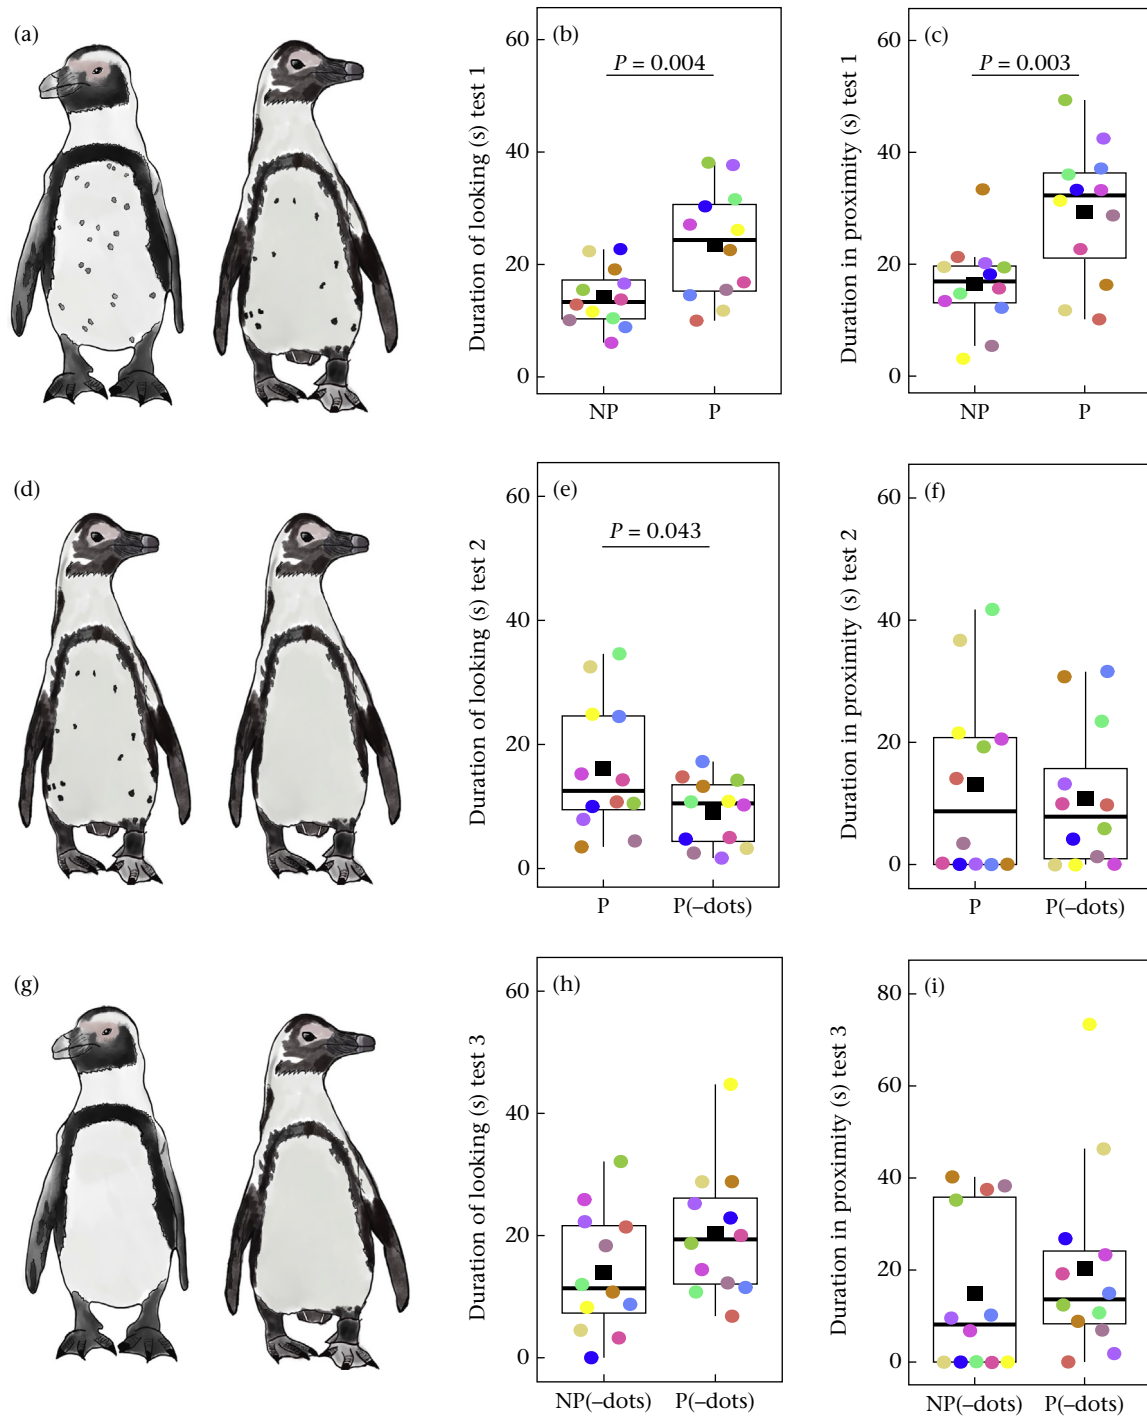 (a)
(b)
P = 0.004
Duration of looking (s) test 1
60
40
20
0
NP P
(c)
P = 0.003
Duration in proximity (s) test 1
60
40
20
0
NP P
(d)
(e)
P = 0.043
Duration of looking (s) test 2
60
40
20
0
P P(–dots)
(f)
Duration in proximity (s) test 2
60
40
20
0
P P(–dots)
(g)
(h)
Duration of looking (s) test 3
60
40
20
0
NP(–dots) P(–dots)
(i)
Duration in proximity (s) test 3
80
60
40
20
0
NP(–dots) P(–dots)